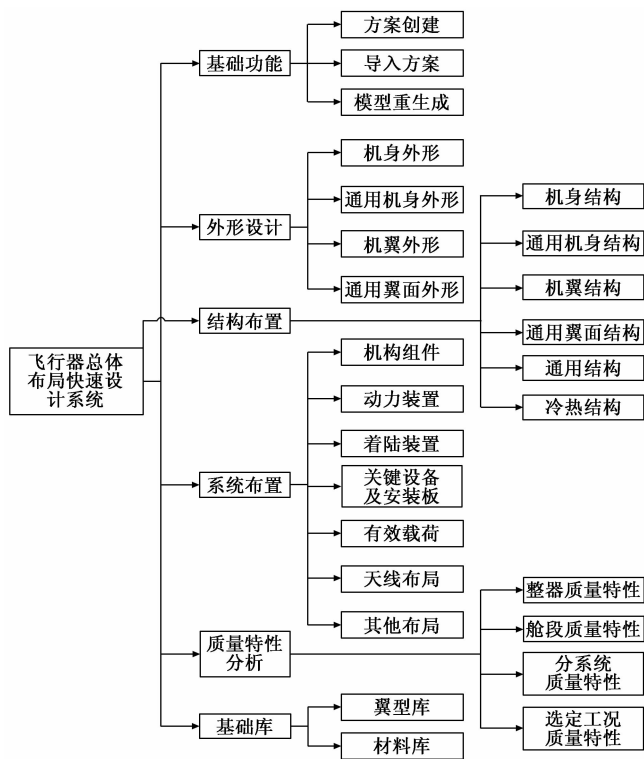 飞行器总体
布局快速设
计系统
基础功能
方案创建
导入方案
模型重生成
外形设计
机身外形
通用机身外形
机翼外形
通用翼面外形
结构布置
机身结构
通用机身结构
机翼结构
通用翼面结构
通用结构
冷热结构
系统布置
机构组件
动力装置
着陆装置
关键设备
及安装板
有效载荷
天线布局
其他布局
质量特性
分析
整器质量特性
舱段质量特性
分系统
质量特性
选定工况
质量特性
基础库
翼型库
材料库